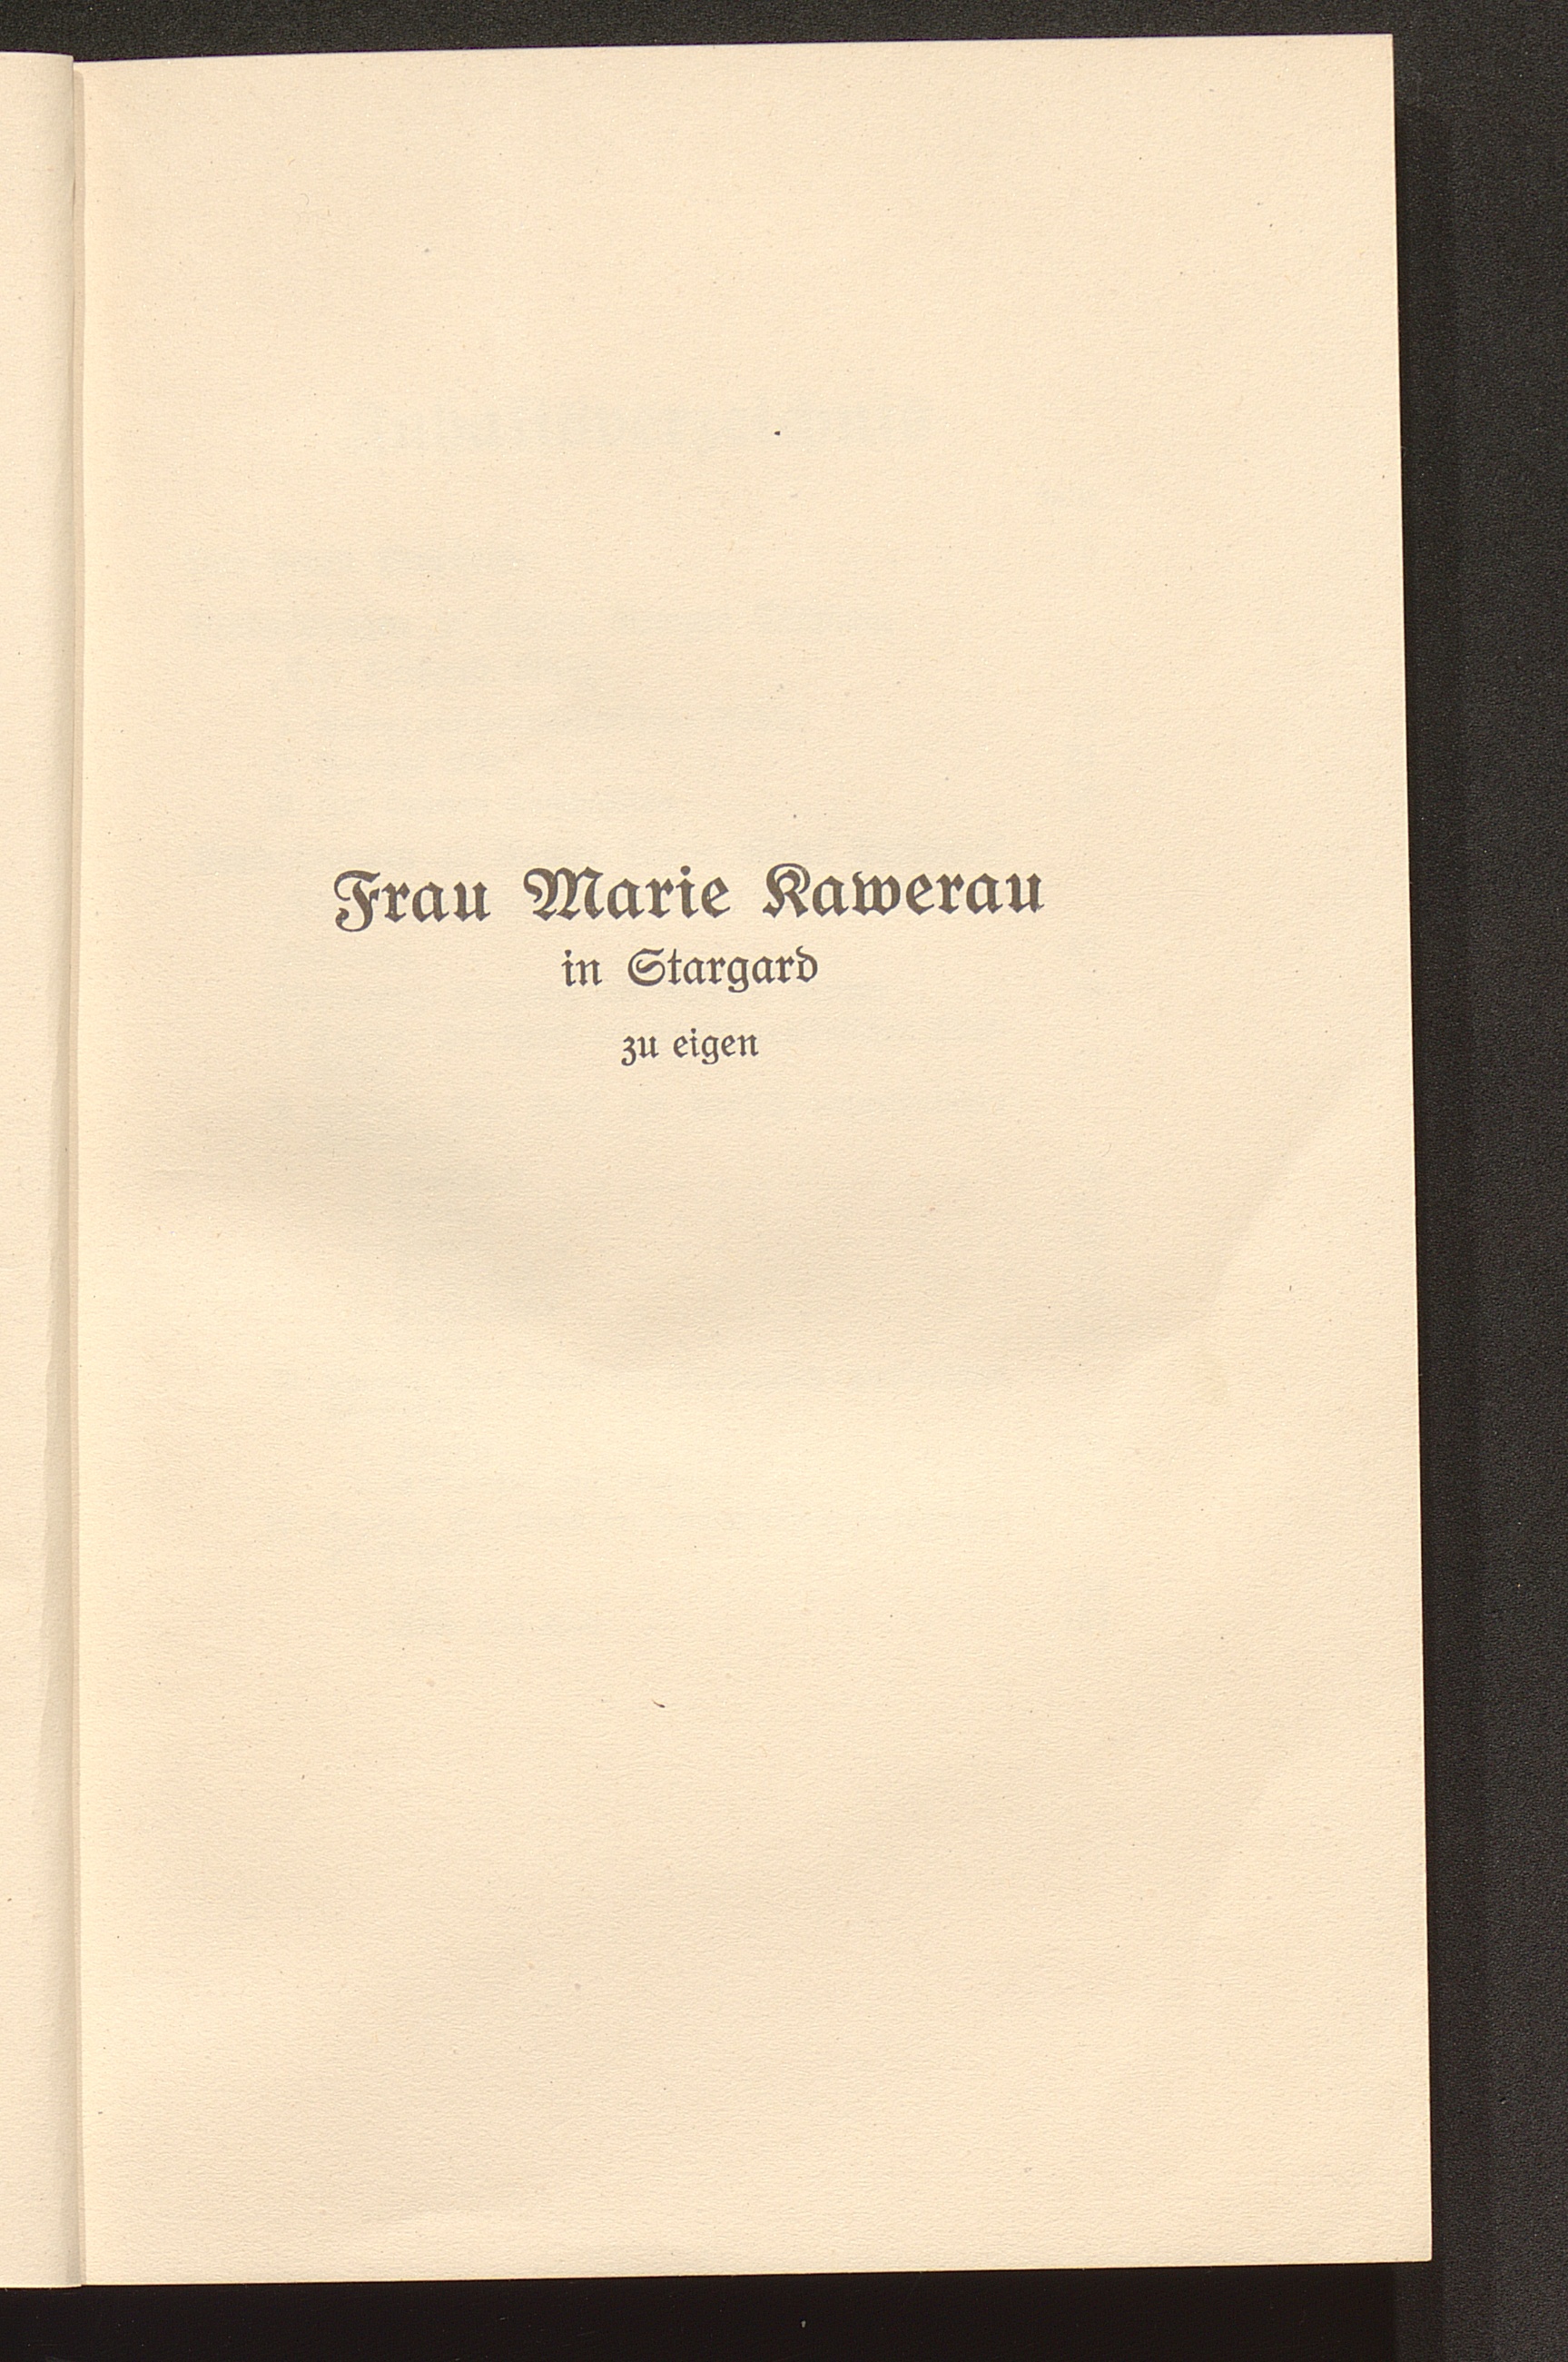 Frau Marie Kawerau
in Stargard
zu eigen